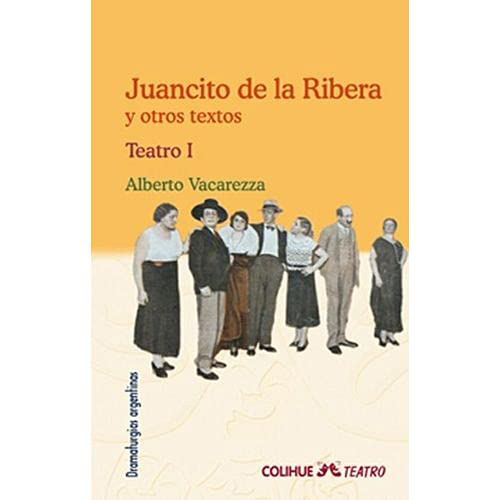 Juancito de la Ribera
y otros textos
Teatro I
Alberto Vacarezza
Dramaturgias argentinas
COLIHUE TEATRO